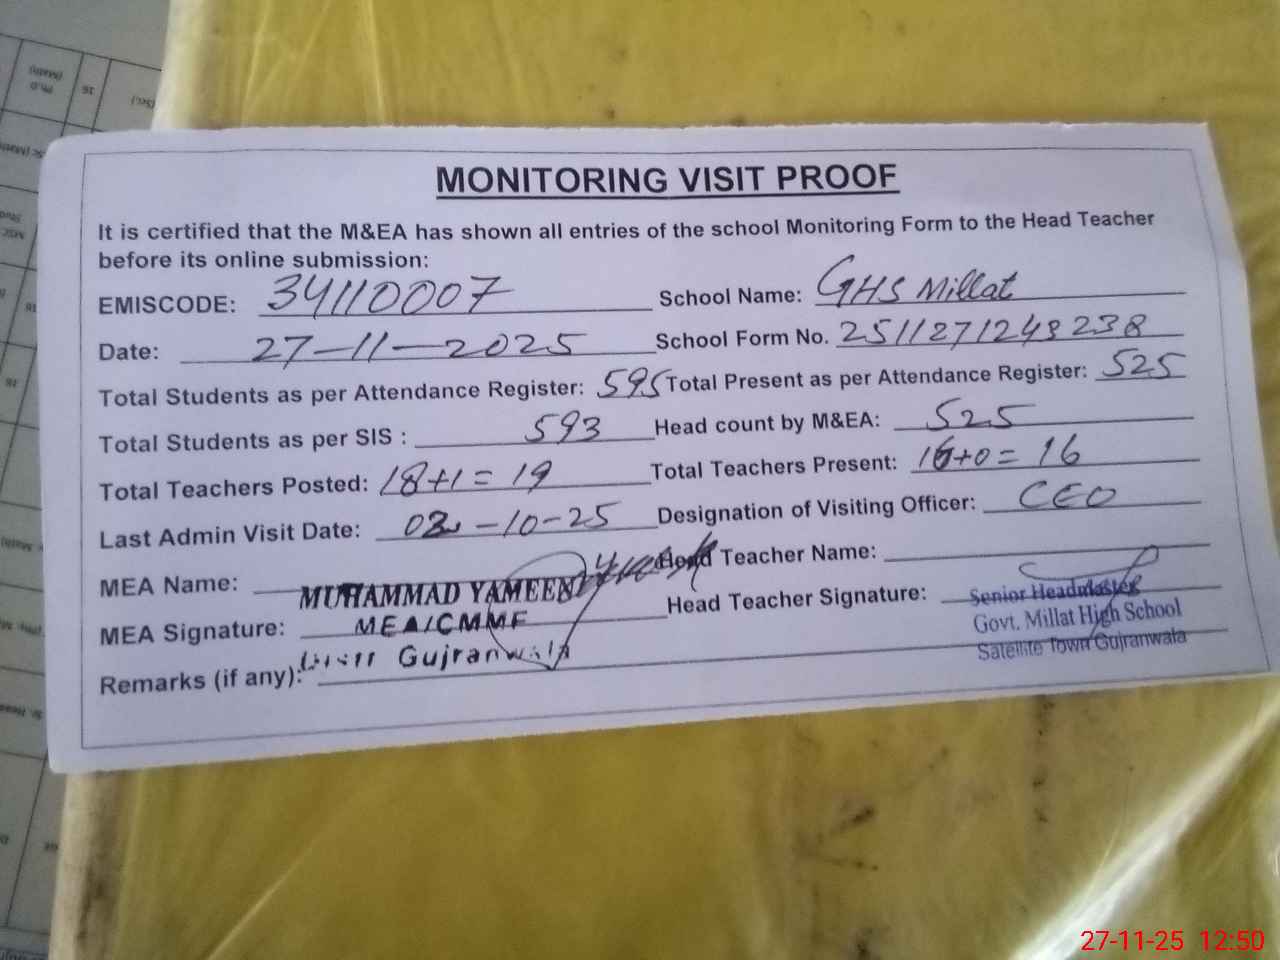 MONITORING VISIT PROOF
It is certified that the M&EA has shown all entries of the school Monitoring Form to the Head Teacher
before its online submission:
EMISCODE: 34110007 School Name: GHS Millat
Date: 27-11-2025 School Form No. 2511271243238
Total Students as per Attendance Register: 595 Total Present as per Attendance Register: 525
Total Students as per SIS : 593 Head count by M&EA: 525
Total Teachers Posted: 18+1=19 Total Teachers Present: 16+0=16
Last Admin Visit Date: 02-10-25 Designation of Visiting Officer: CEO
MEA Name: MUHAMMAD YAMEEN Head Teacher Name:
MEA Signature: MEA/CMMF Head Teacher Signature: Senior Headmaster
Govt. Millat High School
Remarks (if any): Gujranwala Satellite Town Gujranwala
27-11-25 12:50